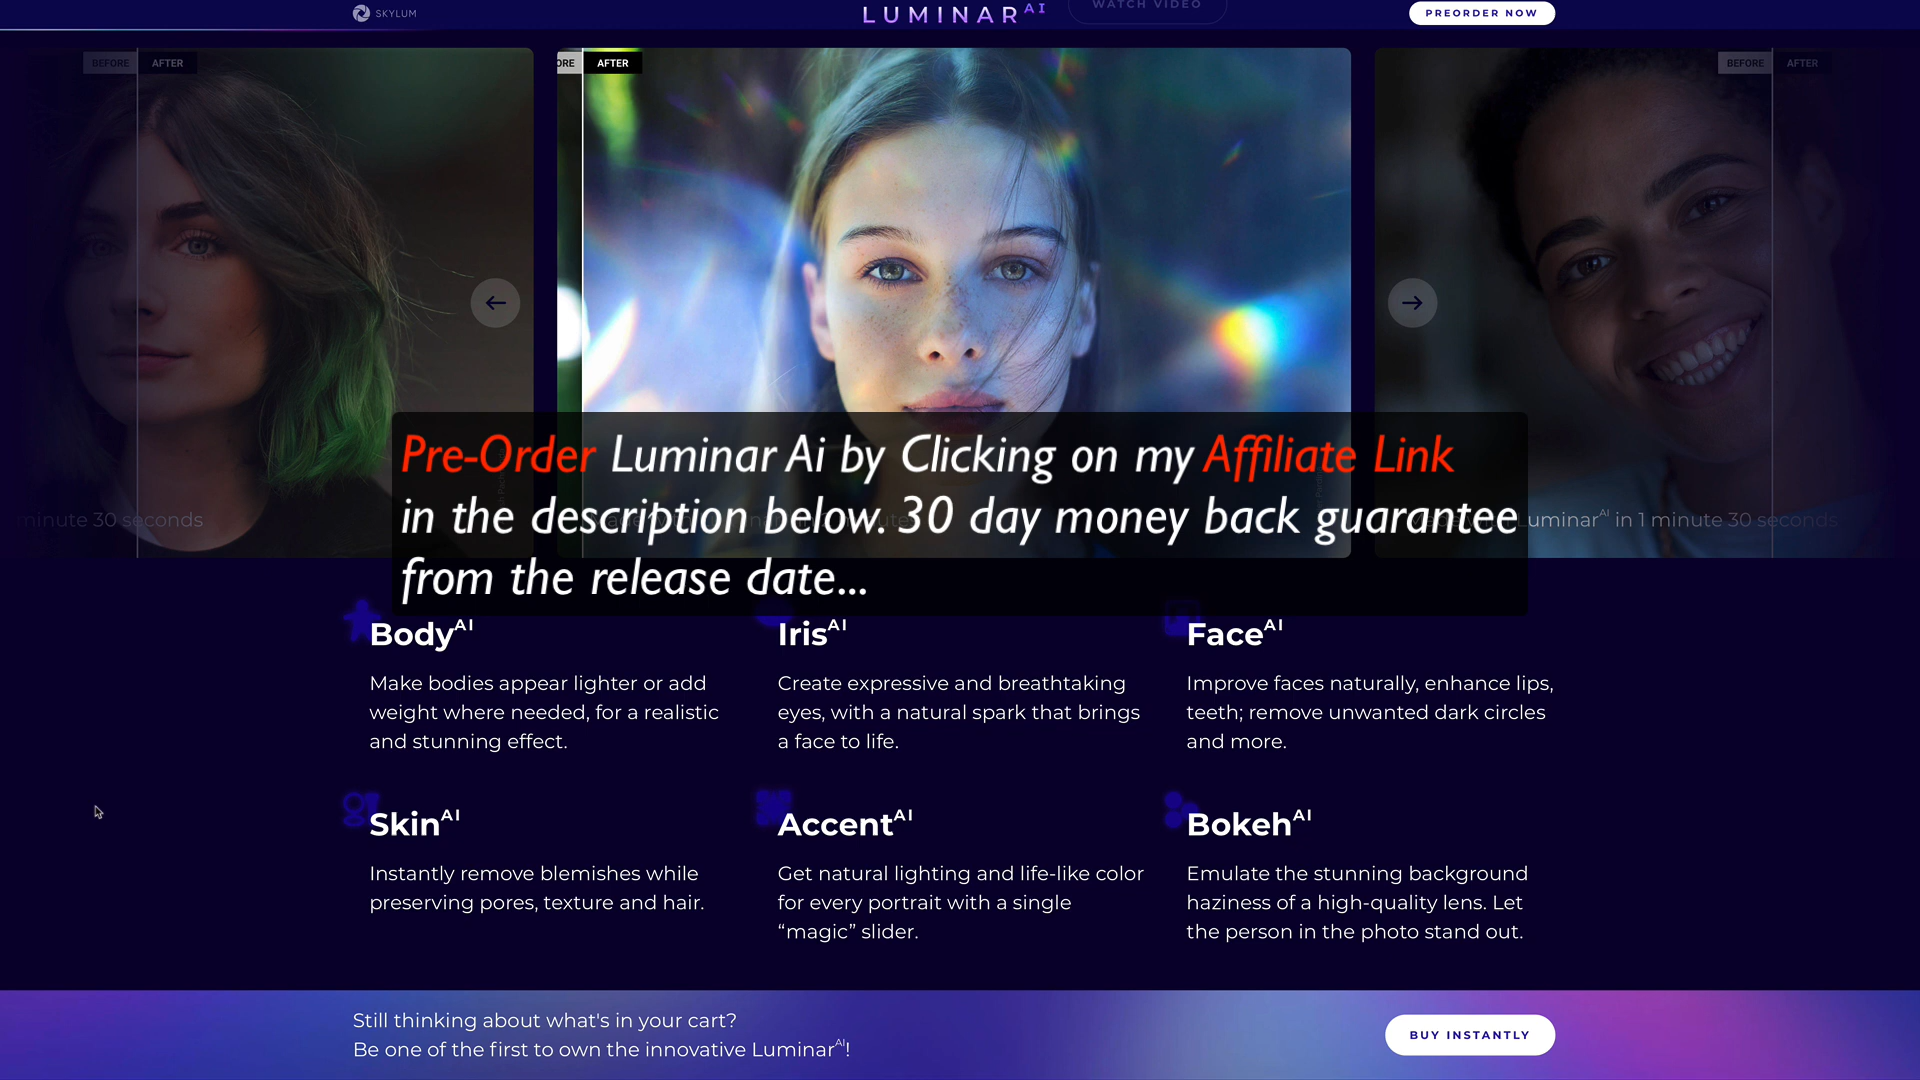 SKYLUM
LUMINAR AI
WATCH VIDEO
PREORDER NOW
BEFORE AFTER
AFTER
BEFORE AFTER
Pre-Order Luminar Ai by Clicking on my Affiliate Link
in the description below. 30 day money back guarantee
from the release date...
minute 30 seconds
Luminar AI in 1 minute 30 seconds
Body AI
Make bodies appear lighter or add
weight where needed, for a realistic
and stunning effect.
Iris AI
Create expressive and breathtaking
eyes, with a natural spark that brings
a face to life.
Face AI
Improve faces naturally, enhance lips,
teeth; remove unwanted dark circles
and more.
Skin AI
Instantly remove blemishes while
preserving pores, texture and hair.
Accent AI
Get natural lighting and life-like color
for every portrait with a single
“magic” slider.
Bokeh AI
Emulate the stunning background
haziness of a high-quality lens. Let
the person in the photo stand out.
Still thinking about what's in your cart?
Be one of the first to own the innovative Luminar AI!
BUY INSTANTLY